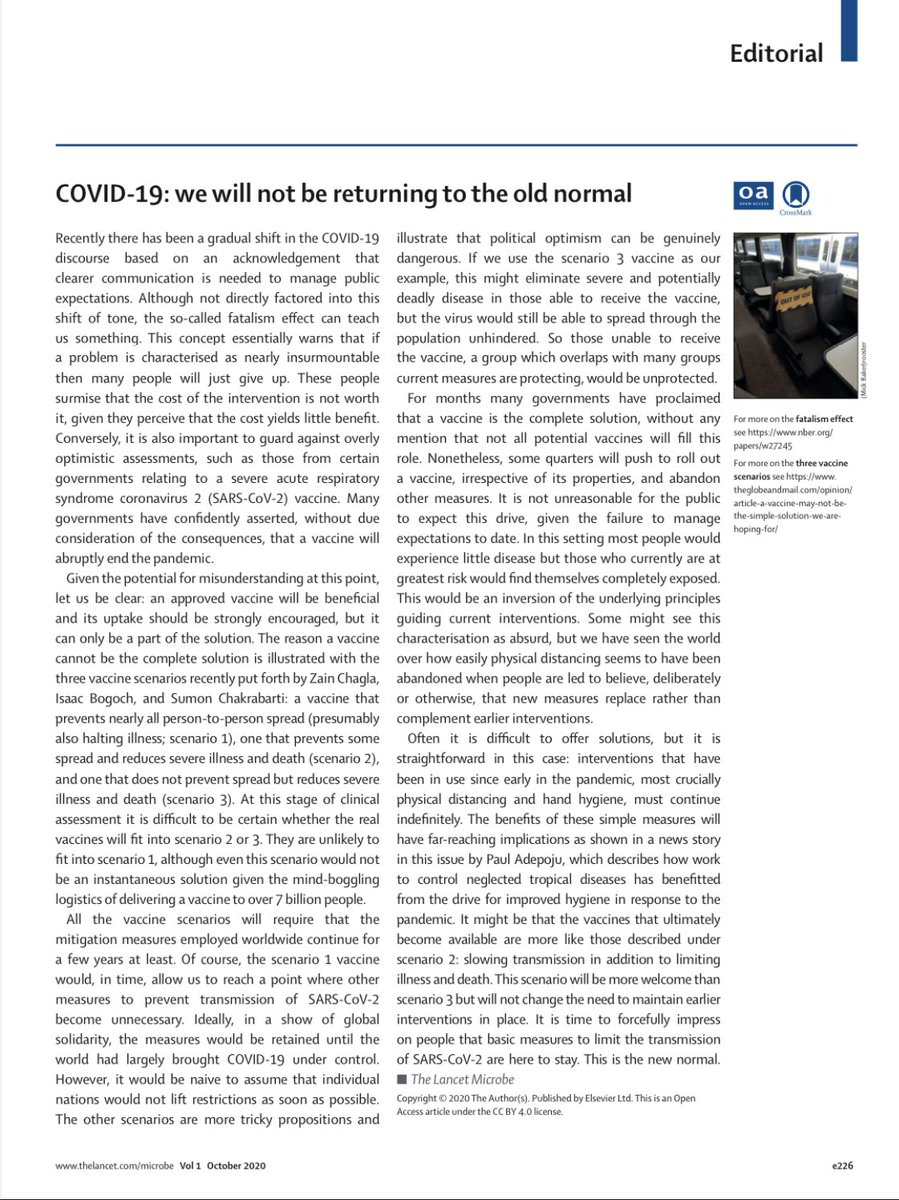 Editorial
COVID-19: we will not be returning to the old normal
oa
OPEN ACCESS
CrossMark
Recently there has been a gradual shift in the COVID-19
discourse based on an acknowledgement that
clearer communication is needed to manage public
expectations. Although not directly factored into this
shift of tone, the so-called fatalism effect can teach
us something. This concept essentially warns that if
a problem is characterised as nearly insurmountable
then many people will just give up. These people
surmise that the cost of the intervention is not worth
it, given they perceive that the cost yields little benefit.
Conversely, it is also important to guard against overly
optimistic assessments, such as those from certain
governments relating to a severe acute respiratory
syndrome coronavirus 2 (SARS-CoV-2) vaccine. Many
governments have confidently asserted, without due
consideration of the consequences, that a vaccine will
abruptly end the pandemic.
Given the potential for misunderstanding at this point,
let us be clear: an approved vaccine will be beneficial
and its uptake should be strongly encouraged, but it
can only be a part of the solution. The reason a vaccine
cannot be the complete solution is illustrated with the
three vaccine scenarios recently put forth by Zain Chagla,
Isaac Bogoch, and Sumon Chakrabarti: a vaccine that
prevents nearly all person-to-person spread (presumably
also halting illness; scenario 1), one that prevents some
spread and reduces severe illness and death (scenario 2),
and one that does not prevent spread but reduces severe
illness and death (scenario 3). At this stage of clinical
assessment it is difficult to be certain whether the real
vaccines will fit into scenario 2 or 3. They are unlikely to
fit into scenario 1, although even this scenario would not
be an instantaneous solution given the mind-boggling
logistics of delivering a vaccine to over 7 billion people.
All the vaccine scenarios will require that the
mitigation measures employed worldwide continue for
a few years at least. Of course, the scenario 1 vaccine
would, in time, allow us to reach a point where other
measures to prevent transmission of SARS-CoV-2
become unnecessary. Ideally, in a show of global
solidarity, the measures would be retained until the
world had largely brought COVID-19 under control.
However, it would be naive to assume that individual
nations would not lift restrictions as soon as possible.
The other scenarios are more tricky propositions and
illustrate that political optimism can be genuinely
dangerous. If we use the scenario 3 vaccine as our
example, this might eliminate severe and potentially
deadly disease in those able to receive the vaccine,
but the virus would still be able to spread through the
population unhindered. So those unable to receive
the vaccine, a group which overlaps with many groups
current measures are protecting, would be unprotected.
For months many governments have proclaimed
that a vaccine is the complete solution, without any
mention that not all potential vaccines will fill this
role. Nonetheless, some quarters will push to roll out
a vaccine, irrespective of its properties, and abandon
other measures. It is not unreasonable for the public
to expect this drive, given the failure to manage
expectations to date. In this setting most people would
experience little disease but those who currently are at
greatest risk would find themselves completely exposed.
This would be an inversion of the underlying principles
guiding current interventions. Some might see this
characterisation as absurd, but we have seen the world
over how easily physical distancing seems to have been
abandoned when people are led to believe, deliberately
or otherwise, that new measures replace rather than
complement earlier interventions.
Often it is difficult to offer solutions, but it is
straightforward in this case: interventions that have
been in use since early in the pandemic, most crucially
physical distancing and hand hygiene, must continue
indefinitely. The benefits of these simple measures will
have far-reaching implications as shown in a news story
in this issue by Paul Adepoju, which describes how work
to control neglected tropical diseases has benefitted
from the drive for improved hygiene in response to the
pandemic. It might be that the vaccines that ultimately
become available are more like those described under
scenario 2: slowing transmission in addition to limiting
illness and death. This scenario will be more welcome than
scenario 3 but will not change the need to maintain earlier
interventions in place. It is time to forcefully impress
on people that basic measures to limit the transmission
of SARS-CoV-2 are here to stay. This is the new normal.
■ The Lancet Microbe
Copyright © 2020 The Author(s). Published by Elsevier Ltd. This is an Open
Access article under the CC BY 4.0 license.
OUT OF USE
(Mick Baker)rooster
For more on the fatalism effect
see https://www.nber.org/
papers/w27245
For more on the three vaccine
scenarios see https://www.
theglobeandmail.com/opinion/
article-a-vaccine-may-not-be-
the-simple-solution-we-are-
hoping-for/
www.thelancet.com/microbe Vol 1 October 2020
e226